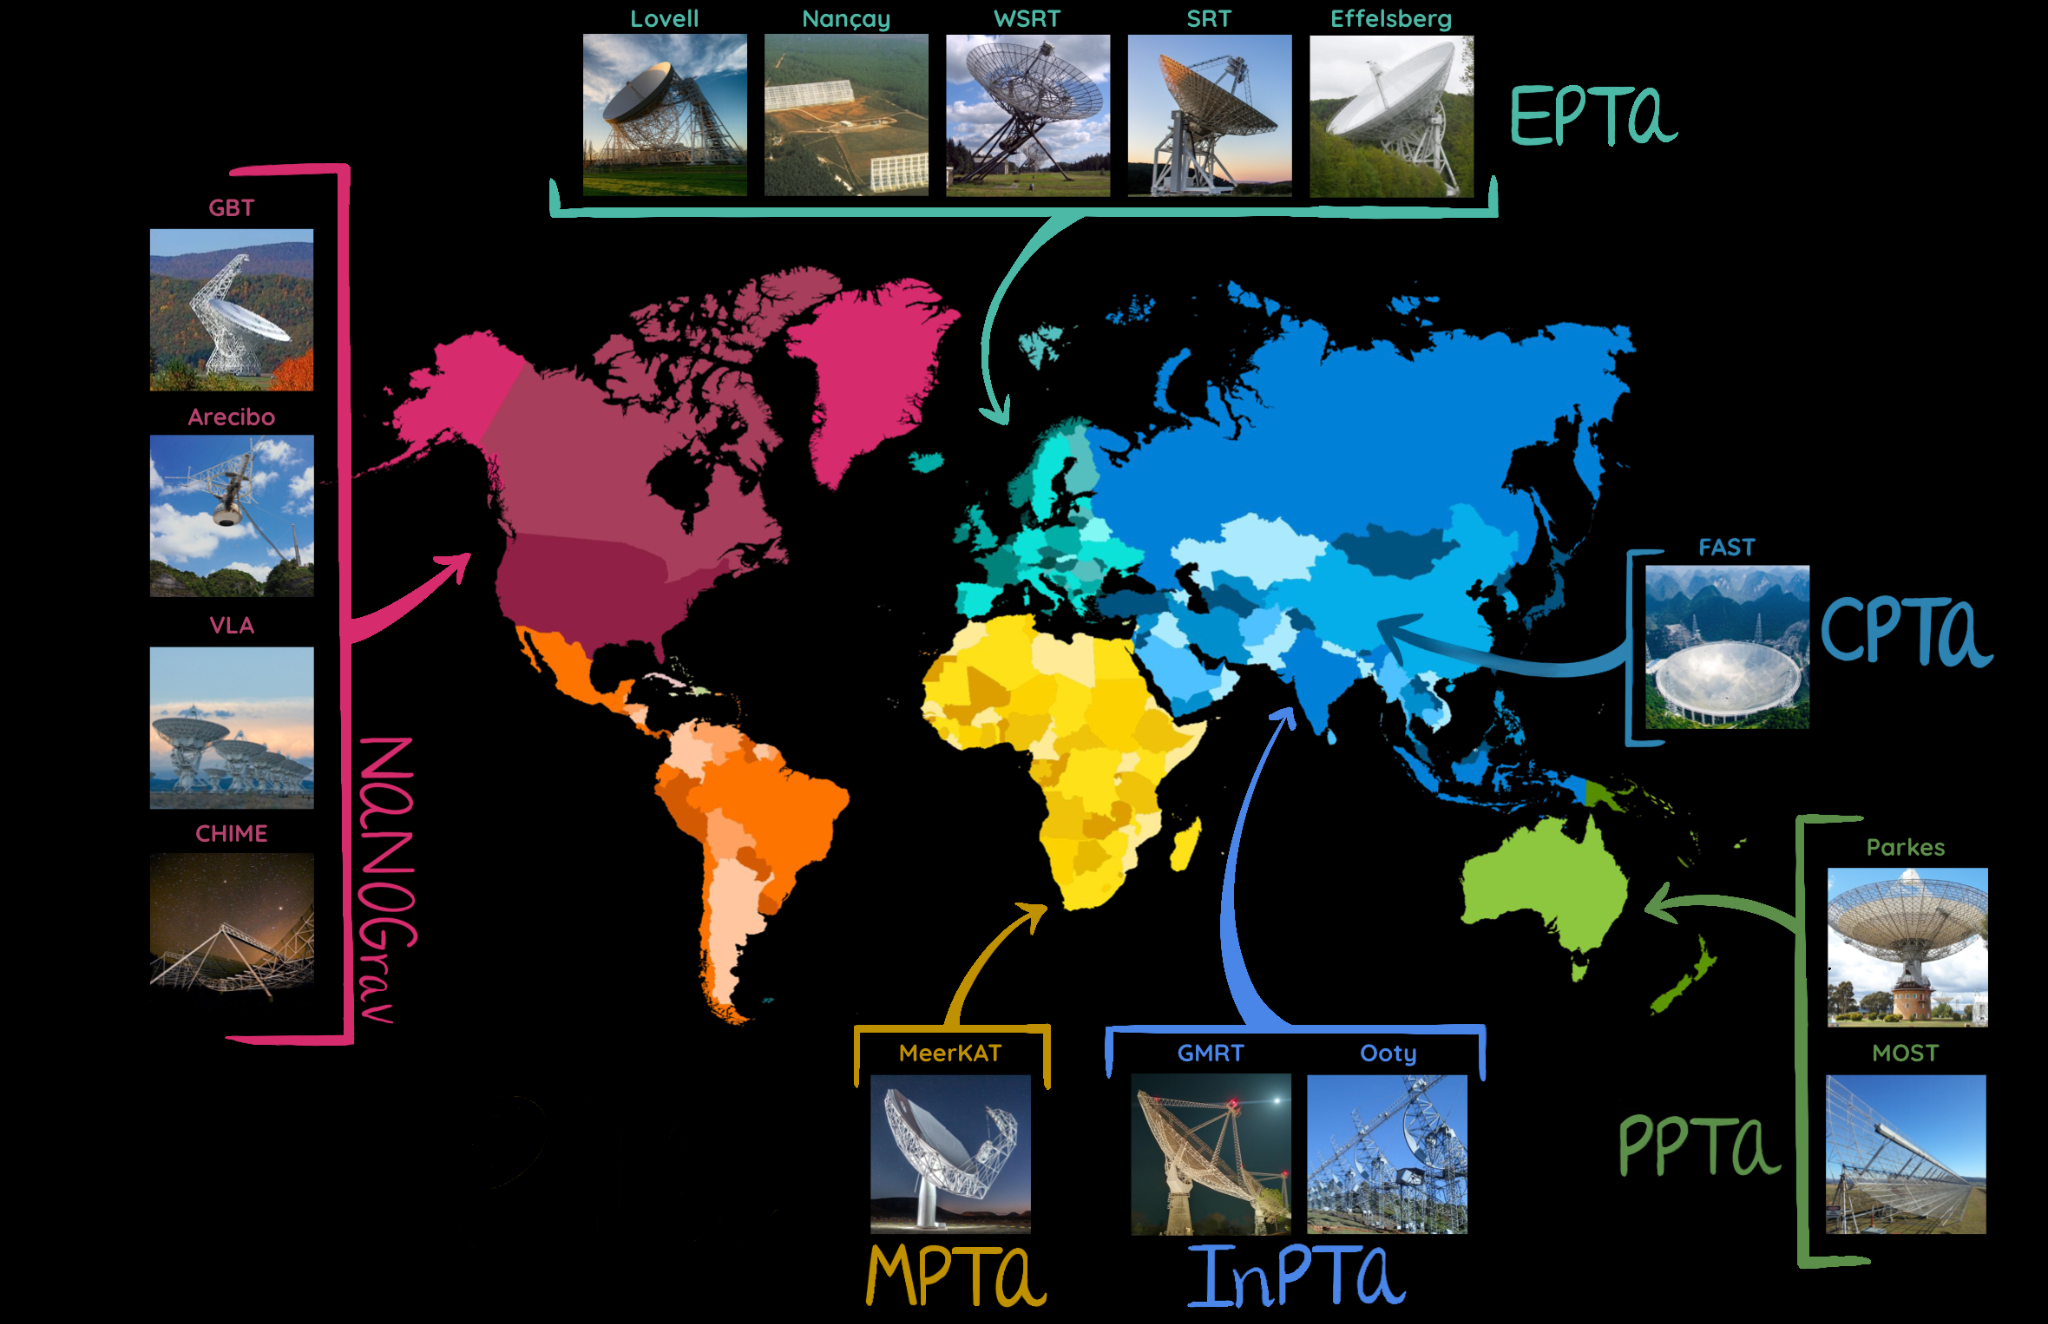 Lovell
Nançay
WSRT
SRT
Effelsberg
EPTA
GBT
Arecibo
VLA
CHIME
NANOGrav
FAST
CPTA
Parkes
MOST
PPTA
MeerKAT
MPTA
GMRT
Ooty
InPTA